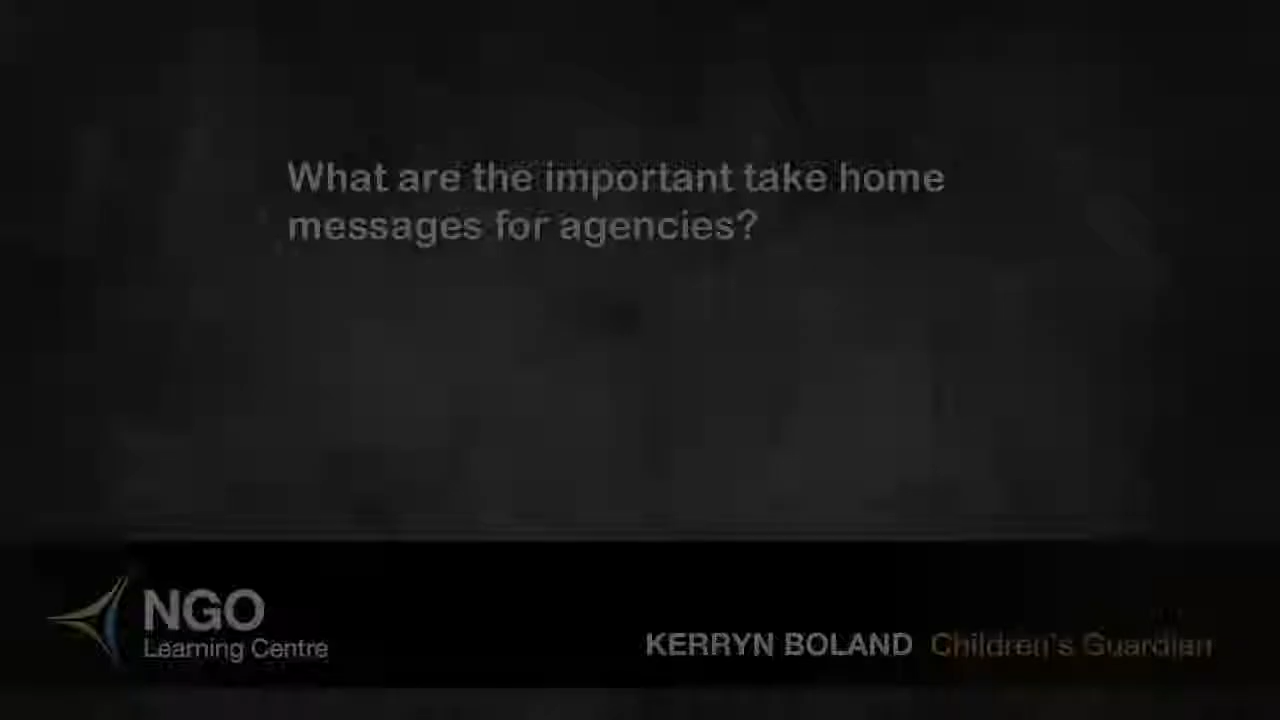 What are the important take home
messages for agencies?
NGO
Learning Centre
KERRYN BOLAND Children's Guardian